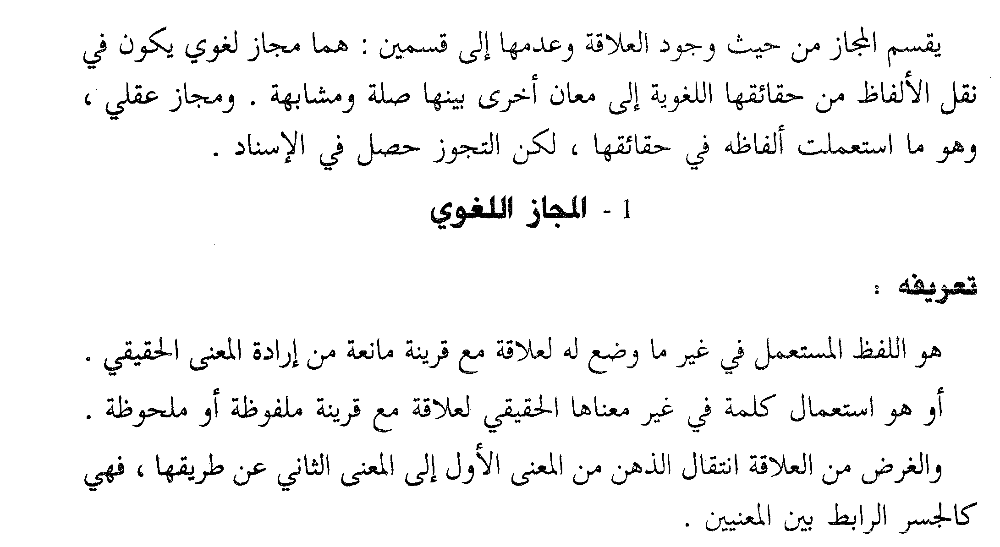 يقسم المجاز من حيث وجود العلاقة وعدمها إلى قسمين : هما مجاز لغوي يكون في
نقل الألفاظ من حقائقها اللغوية إلى معان أخرى بينها صلة ومشابهة . ومجاز عقلي ،
وهو ما استعملت ألفاظه في حقائقها ، لكن التجوز حصل في الإسناد .
1 - المجاز اللغوي
تعريفه :
هو اللفظ المستعمل في غير ما وضع له لعلاقة مع قرينة مانعة من إرادة المعنى الحقيقي .
أو هو استعمال كلمة في غير معناها الحقيقي لعلاقة مع قرينة ملفوظة أو ملحوظة .
والغرض من العلاقة انتقال الذهن من المعنى الأول إلى المعنى الثاني عن طريقها ، فهي
كالجسر الرابط بين المعنيين .